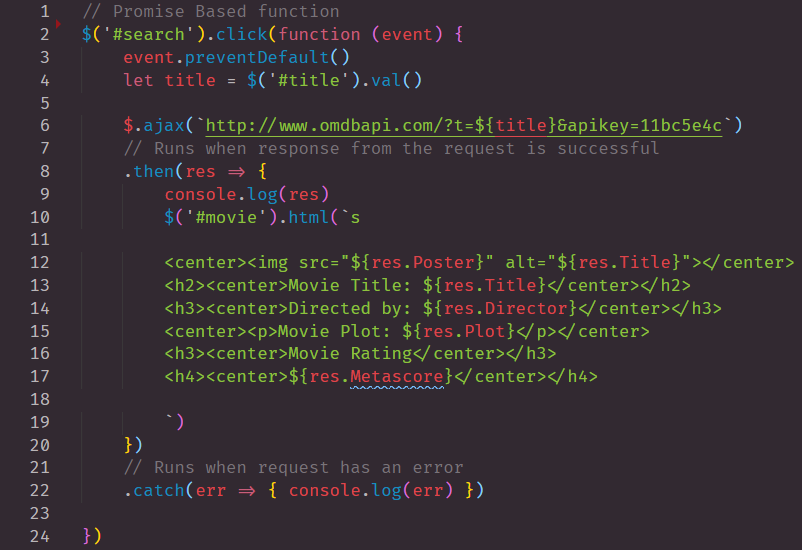 1 // Promise Based function
2 $('#search').click(function (event) {
3 event.preventDefault()
4 let title = $('#title').val()
5
6 $.ajax(`http://www.omdbapi.com/?t=${title}&apikey=11bc5e4c`)
7 // Runs when response from the request is successful
8 .then(res => {
9 console.log(res)
10 $('#movie').html(`s
11
12 <center><img src="${res.Poster}" alt="${res.Title}"></center>
13 <h2><center>Movie Title: ${res.Title}</center></h2>
14 <h3><center>Directed by: ${res.Director}</center></h3>
15 <center><p>Movie Plot: ${res.Plot}</p></center>
16 <h3><center>Movie Rating</center></h3>
17 <h4><center>${res.Metascore}</center></h4>
18
19 `)
20 })
21 // Runs when request has an error
22 .catch(err => { console.log(err) })
23
24 })